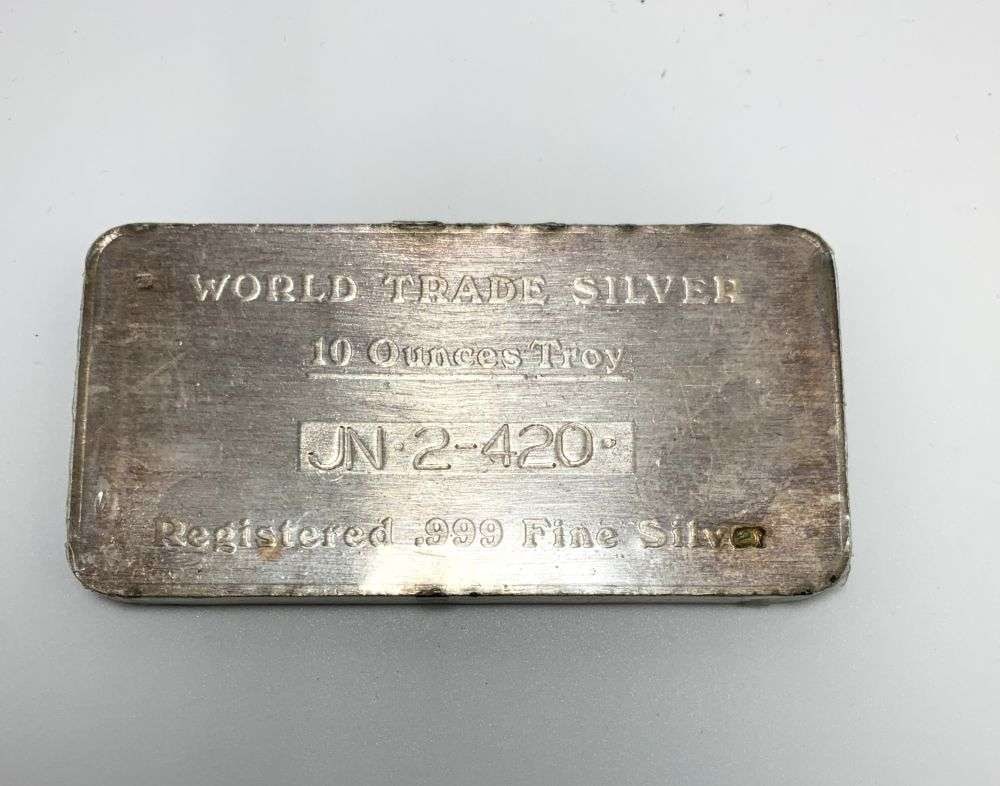 WORLD TRADE SILVER
10 Ounces Troy
JN·2-420·
Registered .999 Fine Silver